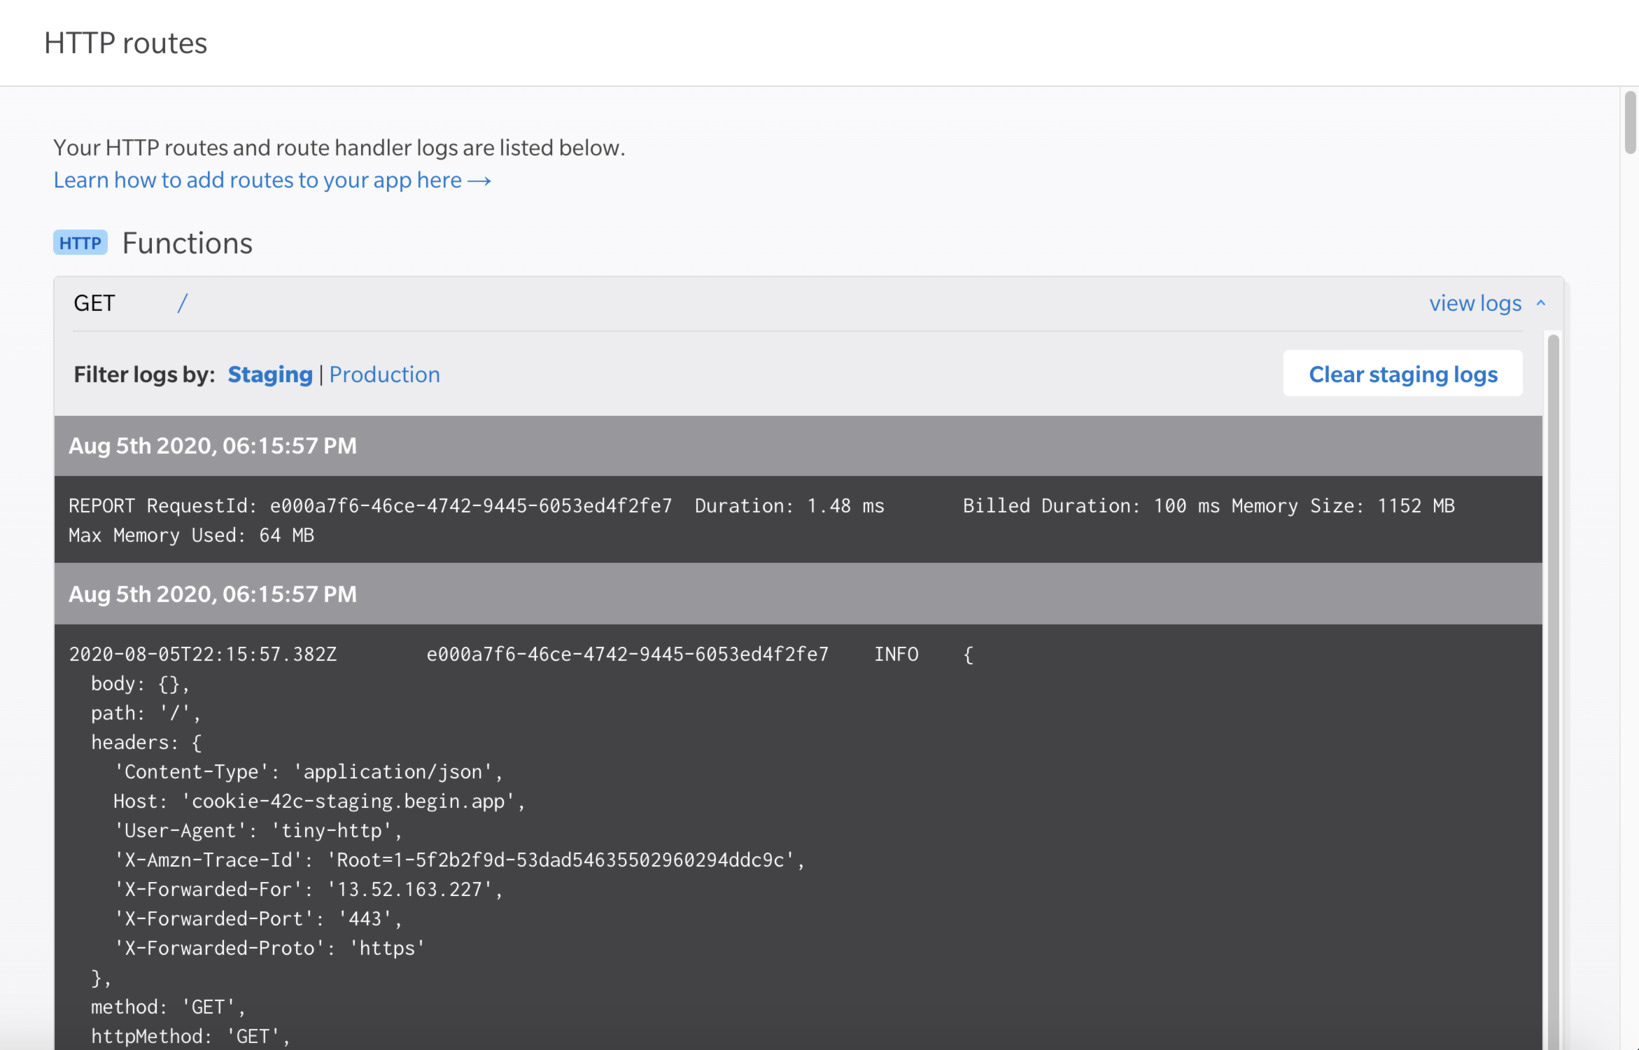 HTTP routes
Your HTTP routes and route handler logs are listed below.
Learn how to add routes to your app here →
HTTP Functions
GET / view logs ^
Filter logs by: Staging | Production Clear staging logs
Aug 5th 2020, 06:15:57 PM
REPORT RequestId: e000a7f6-46ce-4742-9445-6053ed4f2fe7 Duration: 1.48 ms Billed Duration: 100 ms Memory Size: 1152 MB
Max Memory Used: 64 MB
Aug 5th 2020, 06:15:57 PM
2020-08-05T22:15:57.382Z e000a7f6-46ce-4742-9445-6053ed4f2fe7 INFO {
body: {},
path: '/',
headers: {
'Content-Type': 'application/json',
Host: 'cookie-42c-staging.begin.app',
'User-Agent': 'tiny-http',
'X-Amzn-Trace-Id': 'Root=1-5f2b2f9d-53dad54635502960294ddc9c',
'X-Forwarded-For': '13.52.163.227',
'X-Forwarded-Port': '443',
'X-Forwarded-Proto': 'https'
},
method: 'GET',
httpMethod: 'GET',